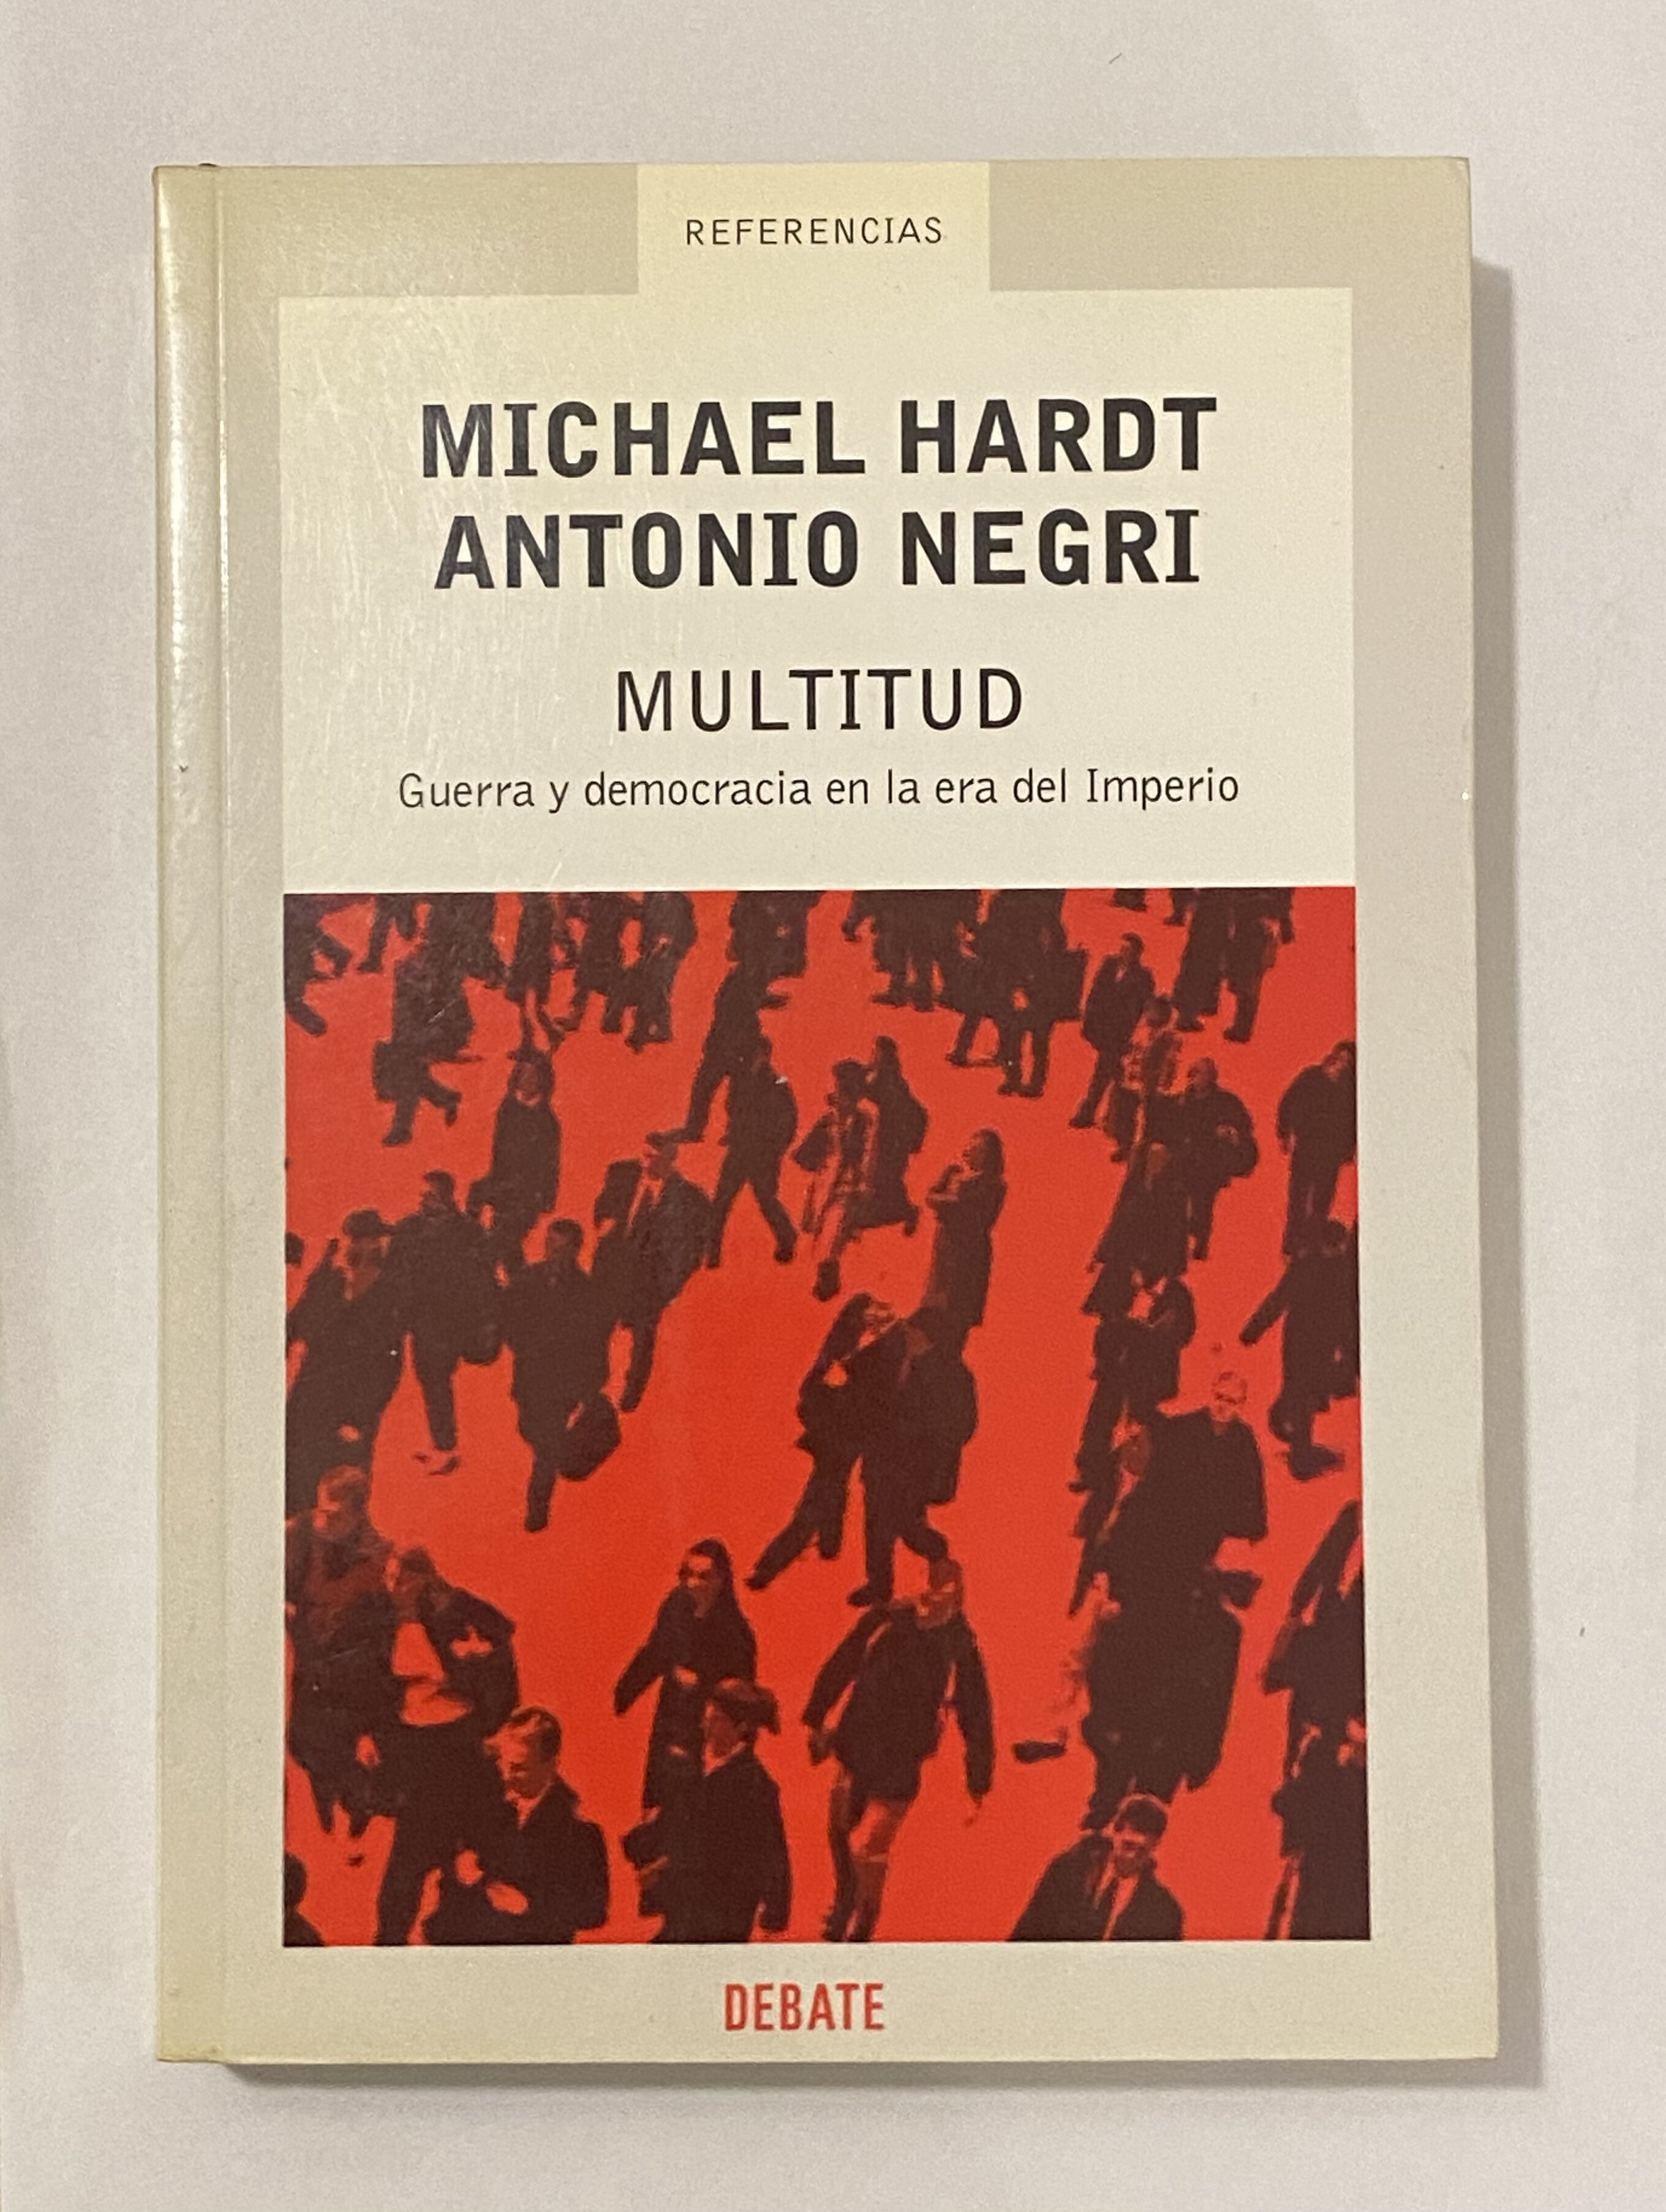 REFERENCIAS
MICHAEL HARDT
ANTONIO NEGRI
MULTITUD
Guerra y democracia en la era del Imperio
DEBATE